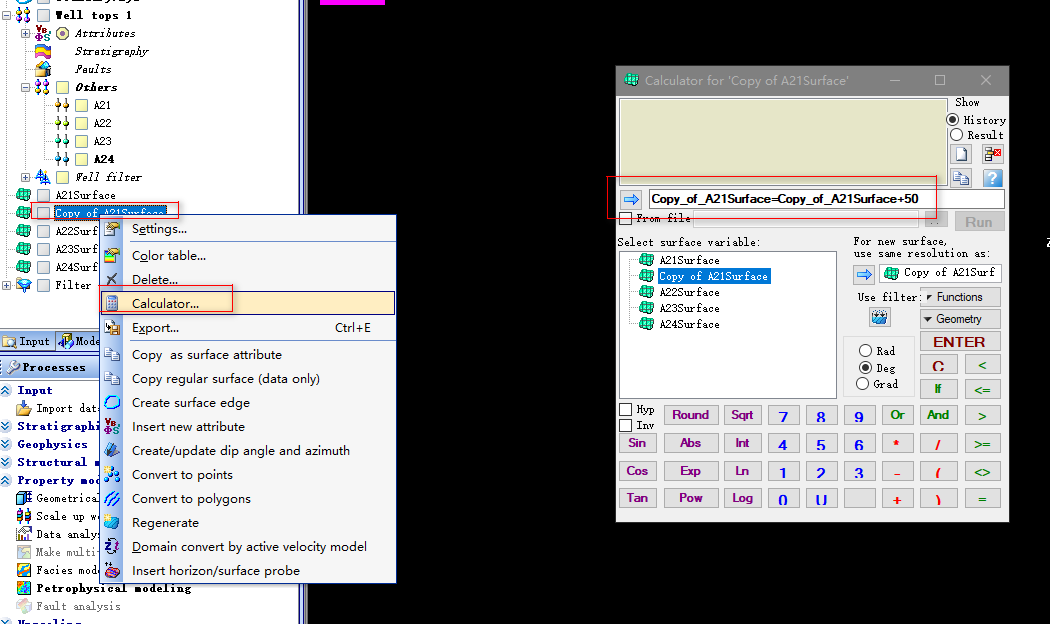 Well tops 1
Attributes
Stratigraphy
Faults
Others
A21
A22
A23
A24
Well filter
A21Surface
Copy of A21Surface
A22Surf
A23Surf
A24Surf
Filter
Input
Mode
Processes
Input
Import data
Stratigraphi
Geophysics
Structural m
Property mod
Geometrical
Scale up we
Data analys
Make multi
Facies mode
Petrophysical modeling
Fault analysis
Settings...
Color table...
Delete...
Calculator...
Export... Ctrl+E
Copy as surface attribute
Copy regular surface (data only)
Create surface edge
Insert new attribute
Create/update dip angle and azimuth
Convert to points
Convert to polygons
Regenerate
Domain convert by active velocity model
Insert horizon/surface probe
Calculator for 'Copy of A21Surface'
Show
History
Result
Copy_of_A21Surface=Copy_of_A21Surface+50
From file
...
Run
Select surface variable:
A21Surface
Copy of A21Surface
A22Surface
A23Surface
A24Surface
For new surface,
use same resolution as:
Copy of A21Surf
Use filter:
Functions
Geometry
ENTER
Rad
Deg
Grad
C <
If <=
Hyp
Inv
Round Sqrt 7 8 9 Or And >
Sin Abs Int 4 5 6 * / >=
Cos Exp Ln 1 2 3 - ( <>
Tan Pow Log 0 U + ) =